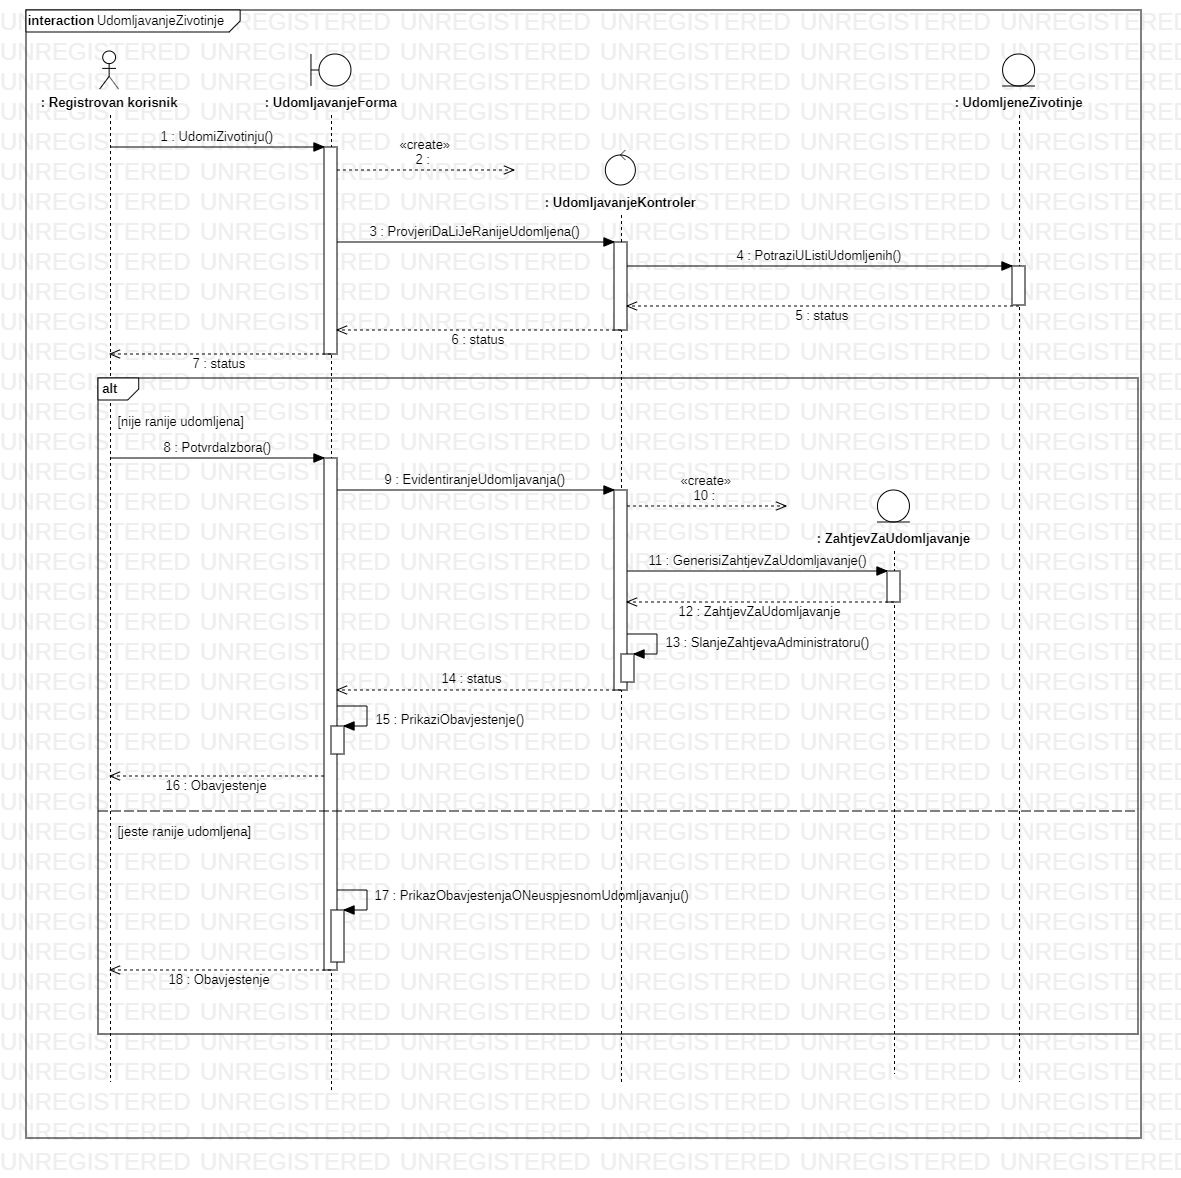 interaction UdomljavanjeZivotinje
: Registrovan korisnik
: UdomljavanjeForma
: UdomljeneZivotinje
1 : UdomiZivotinju()
«create»
2 :
: UdomljavanjeKontroler
3 : ProvjeriDaLiJeRanijeUdomljena()
4 : PotraziUListiUdomljenih()
5 : status
6 : status
7 : status
alt
[nije ranije udomljena]
8 : PotvrdaIzbora()
9 : EvidentiranjeUdomljavanja()
«create»
10 :
: ZahtjevZaUdomljavanje
11 : GenerisiZahtjevZaUdomljavanje()
12 : ZahtjevZaUdomljavanje
13 : SlanjeZahtjevaAdministratoru()
14 : status
15 : PrikaziObavjestenje()
16 : Obavjestenje
[jeste ranije udomljena]
17 : PrikazObavjestenjaONeuspjesnomUdomljavanju()
18 : Obavjestenje
UNREGISTERED UNREGISTERED UNREGISTERED UNREGISTERED UNREGISTERED UNREGISTERED